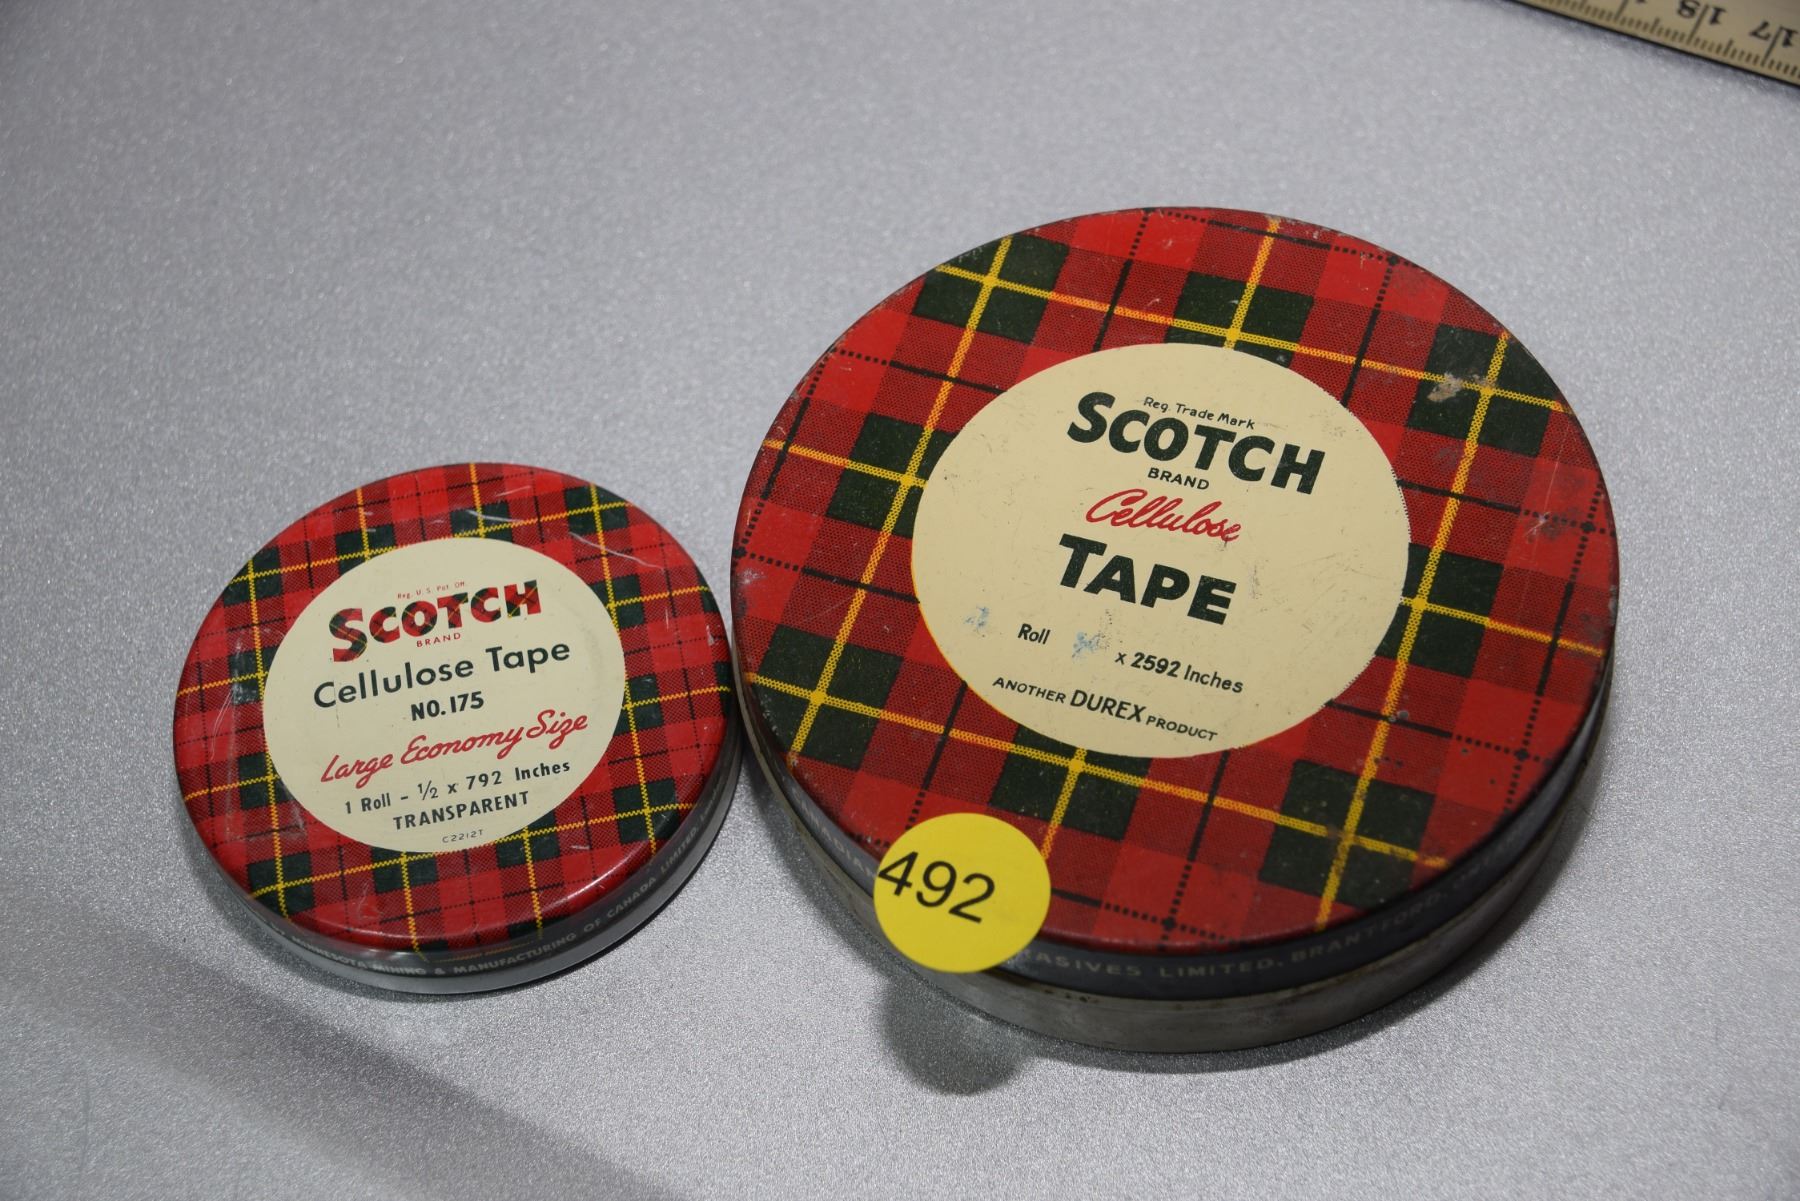 Reg. U. S. Pat. Off.
SCOTCH
BRAND
Cellulose Tape
NO. 175
Large Economy Size
1 Roll - 1/2 x 792 Inches
TRANSPARENT
C2212T
MINNESOTA MINING & MANUFACTURING OF CANADA LIMITED,
Reg. Trade Mark
SCOTCH
BRAND
Cellulose
TAPE
Roll x 2592 Inches
ANOTHER DUREX PRODUCT
LIMITED, BRANTFORD,
492
17 1/8